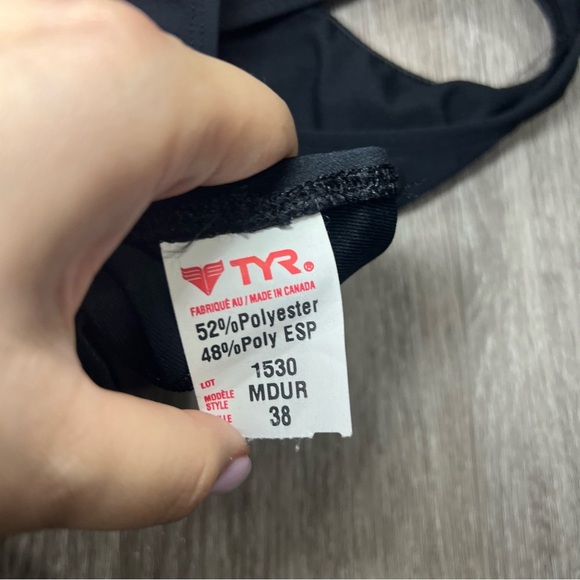 TYR®
FABRIQUÉ AU / MADE IN CANADA
52%Polyester
48%Poly ESP
LOT 1530
MODÈLE
STYLE MDUR
38